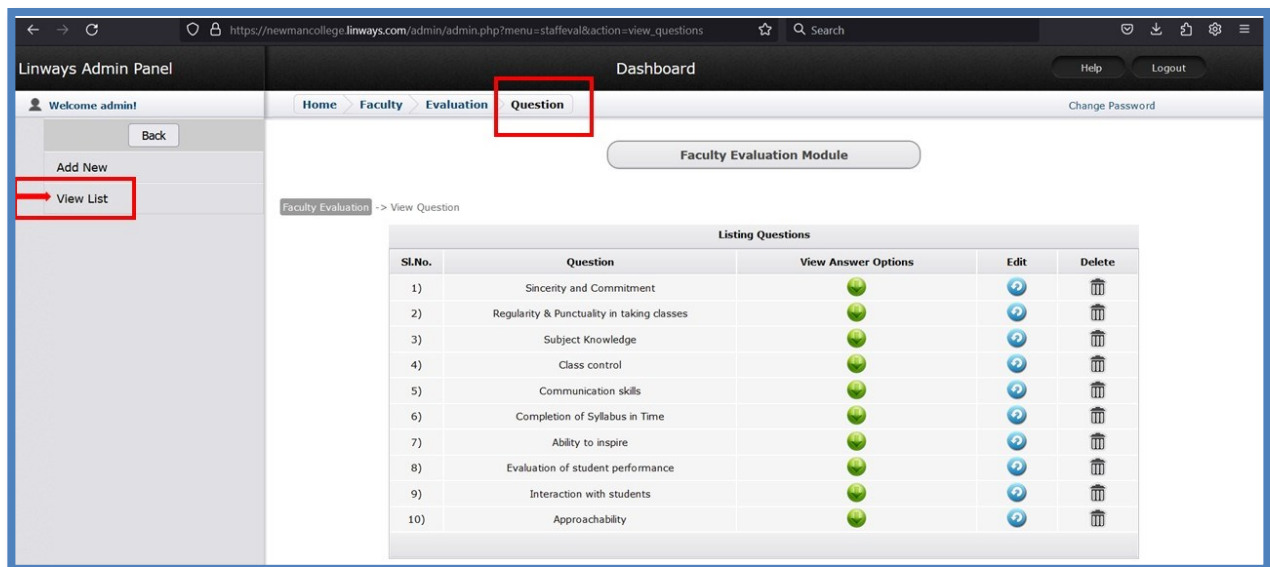 https://newmancollege.linways.com/admin/admin.php?menu=staffeval&action=view_questions Search
Linways Admin Panel Dashboard Help Logout
Welcome admin! Home Faculty Evaluation Question Change Password
Back
Add New
View List
Faculty Evaluation Module
Faculty Evaluation -> View Question
Listing Questions
Sl.No. Question View Answer Options Edit Delete
1) Sincerity and Commitment
2) Regularity & Punctuality in taking classes
3) Subject Knowledge
4) Class control
5) Communication skills
6) Completion of Syllabus in Time
7) Ability to inspire
8) Evaluation of student performance
9) Interaction with students
10) Approachability